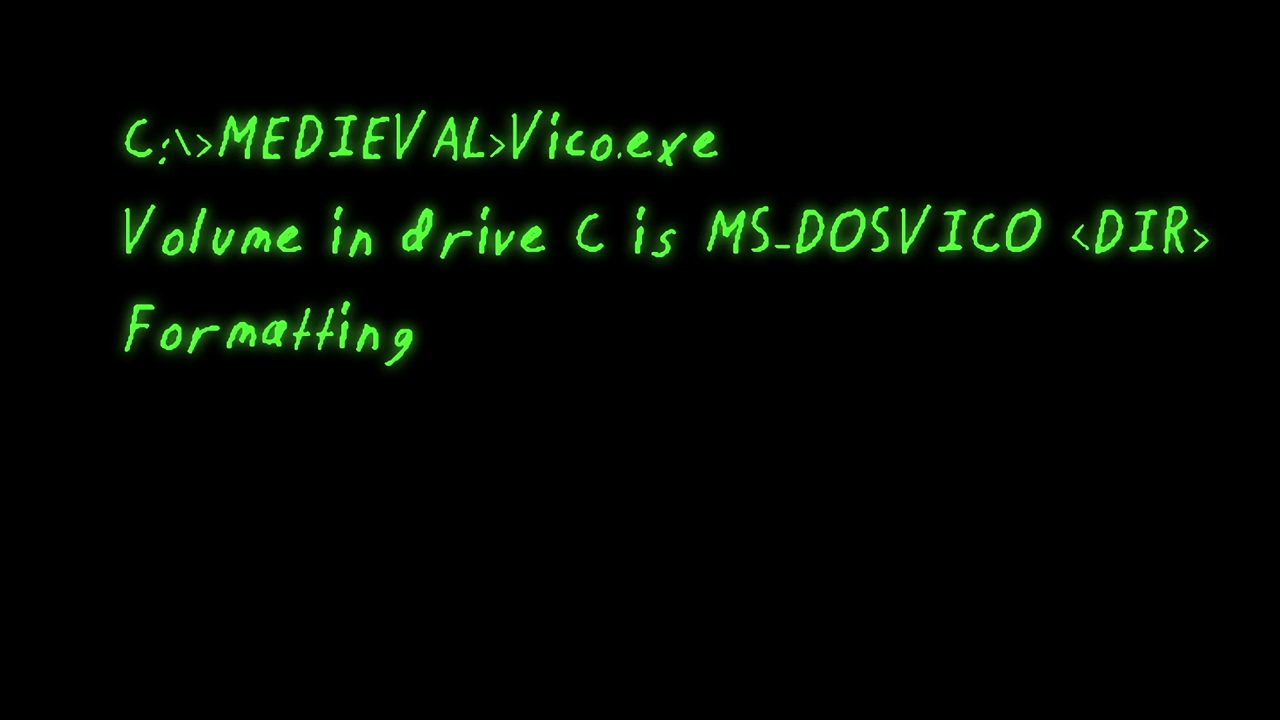 C:\>MEDIEVAL>Vico.exe
Volume in drive C is MS_DOSVICO <DIR>
Formatting